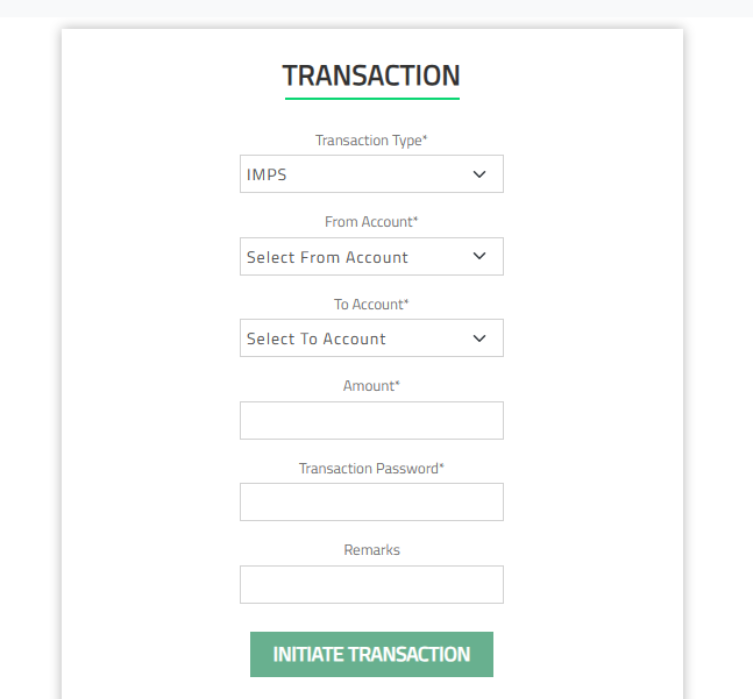 TRANSACTION
Transaction Type*
IMPS
From Account*
Select From Account
To Account*
Select To Account
Amount*
Transaction Password*
Remarks
INITIATE TRANSACTION